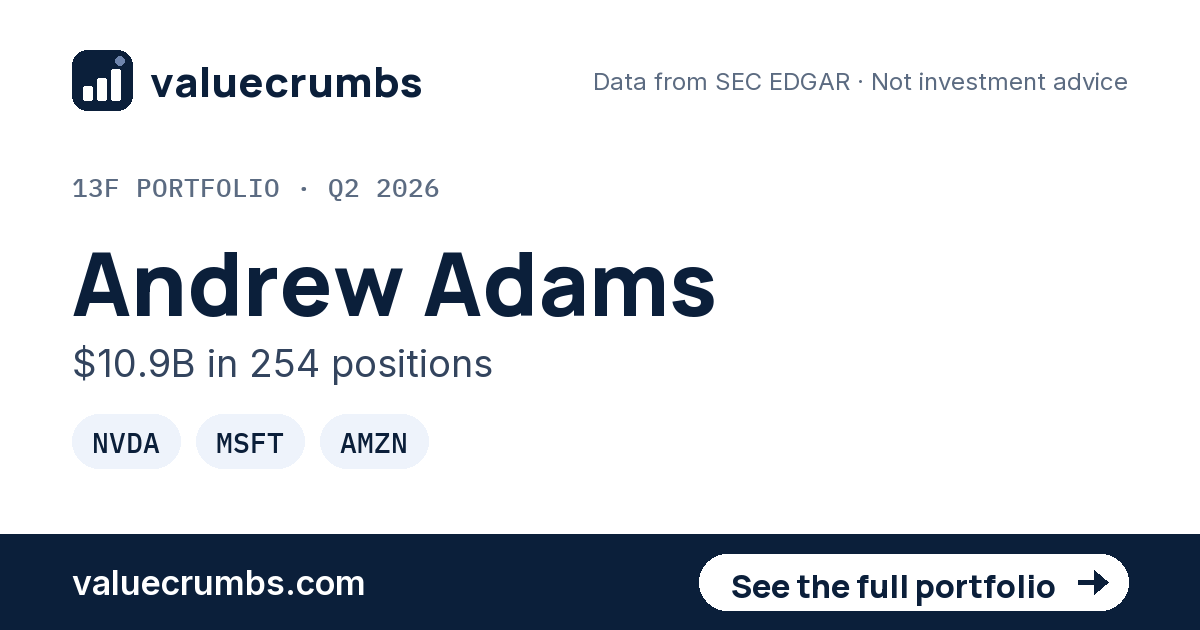 valuecrumbs
Data from SEC EDGAR · Not investment advice
13F PORTFOLIO · Q2 2026
Andrew Adams
$10.9B in 254 positions
NVDA MSFT AMZN
valuecrumbs.com
See the full portfolio →